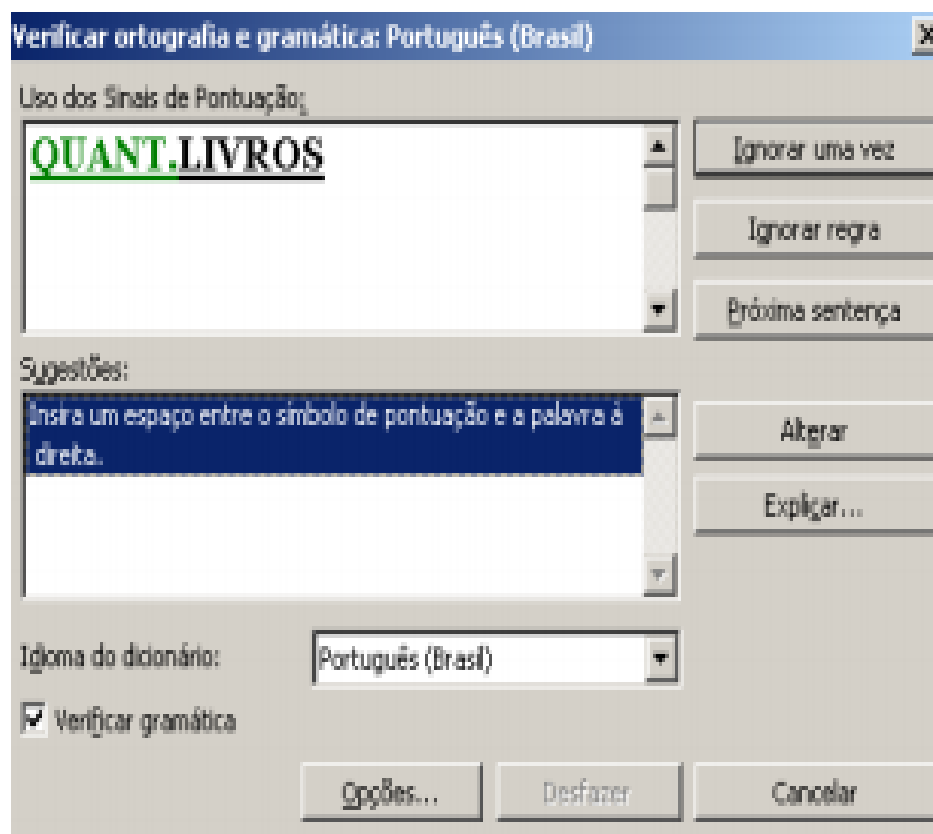 Verificar ortografia e gramática: Português (Brasil)
Uso dos Sinais de Pontuação:
QUANT.LIVROS
Ignorar uma vez
Ignorar regra
Próxima sentença
Sugestões:
Insira um espaço entre o símbolo de pontuação e a palavra à
direita.
Alterar
Explicar...
Idioma do dicionário:
Português (Brasil)
Verificar gramática
Opções...
Desfazer
Cancelar